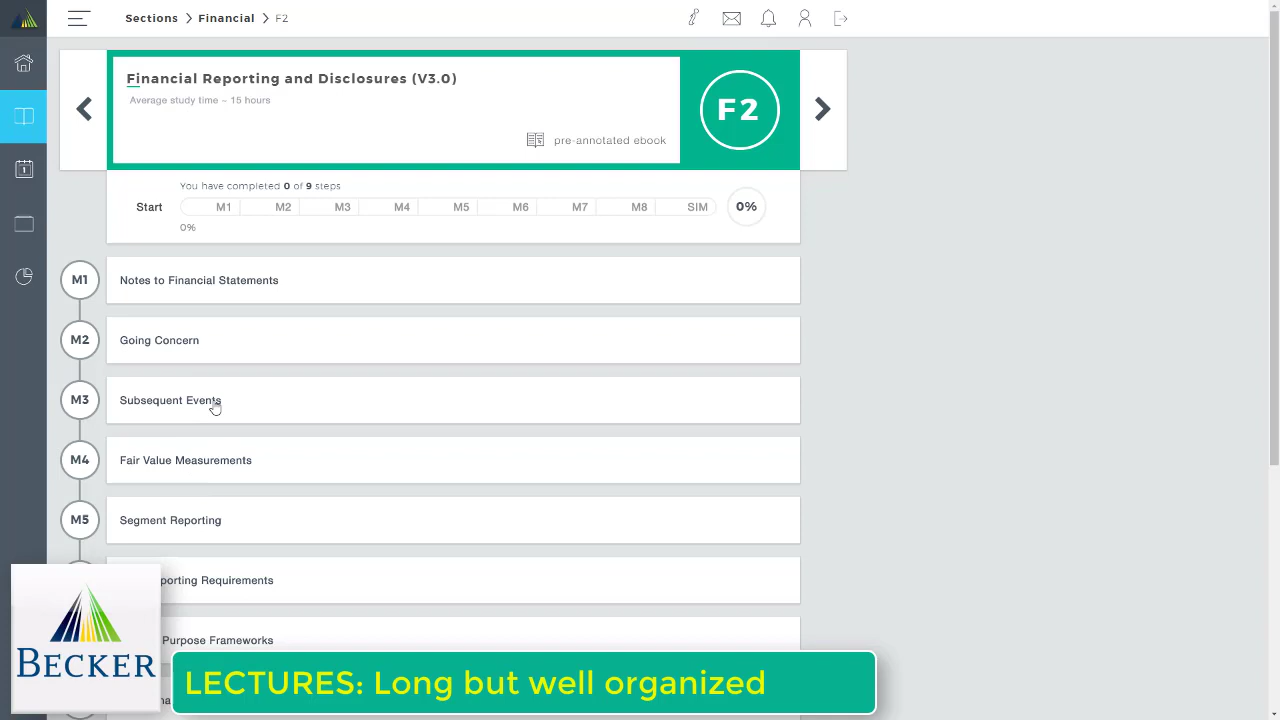 Sections > Financial > F2
Financial Reporting and Disclosures (V3.0)
Average study time ~ 15 hours
pre-annotated ebook
F2
You have completed 0 of 9 steps
Start M1 M2 M3 M4 M5 M6 M7 M8 SIM 0%
0%
M1 Notes to Financial Statements
M2 Going Concern
M3 Subsequent Events
M4 Fair Value Measurements
M5 Segment Reporting
Requirements
Purpose Frameworks
1
BECKER
LECTURES: Long but well organized